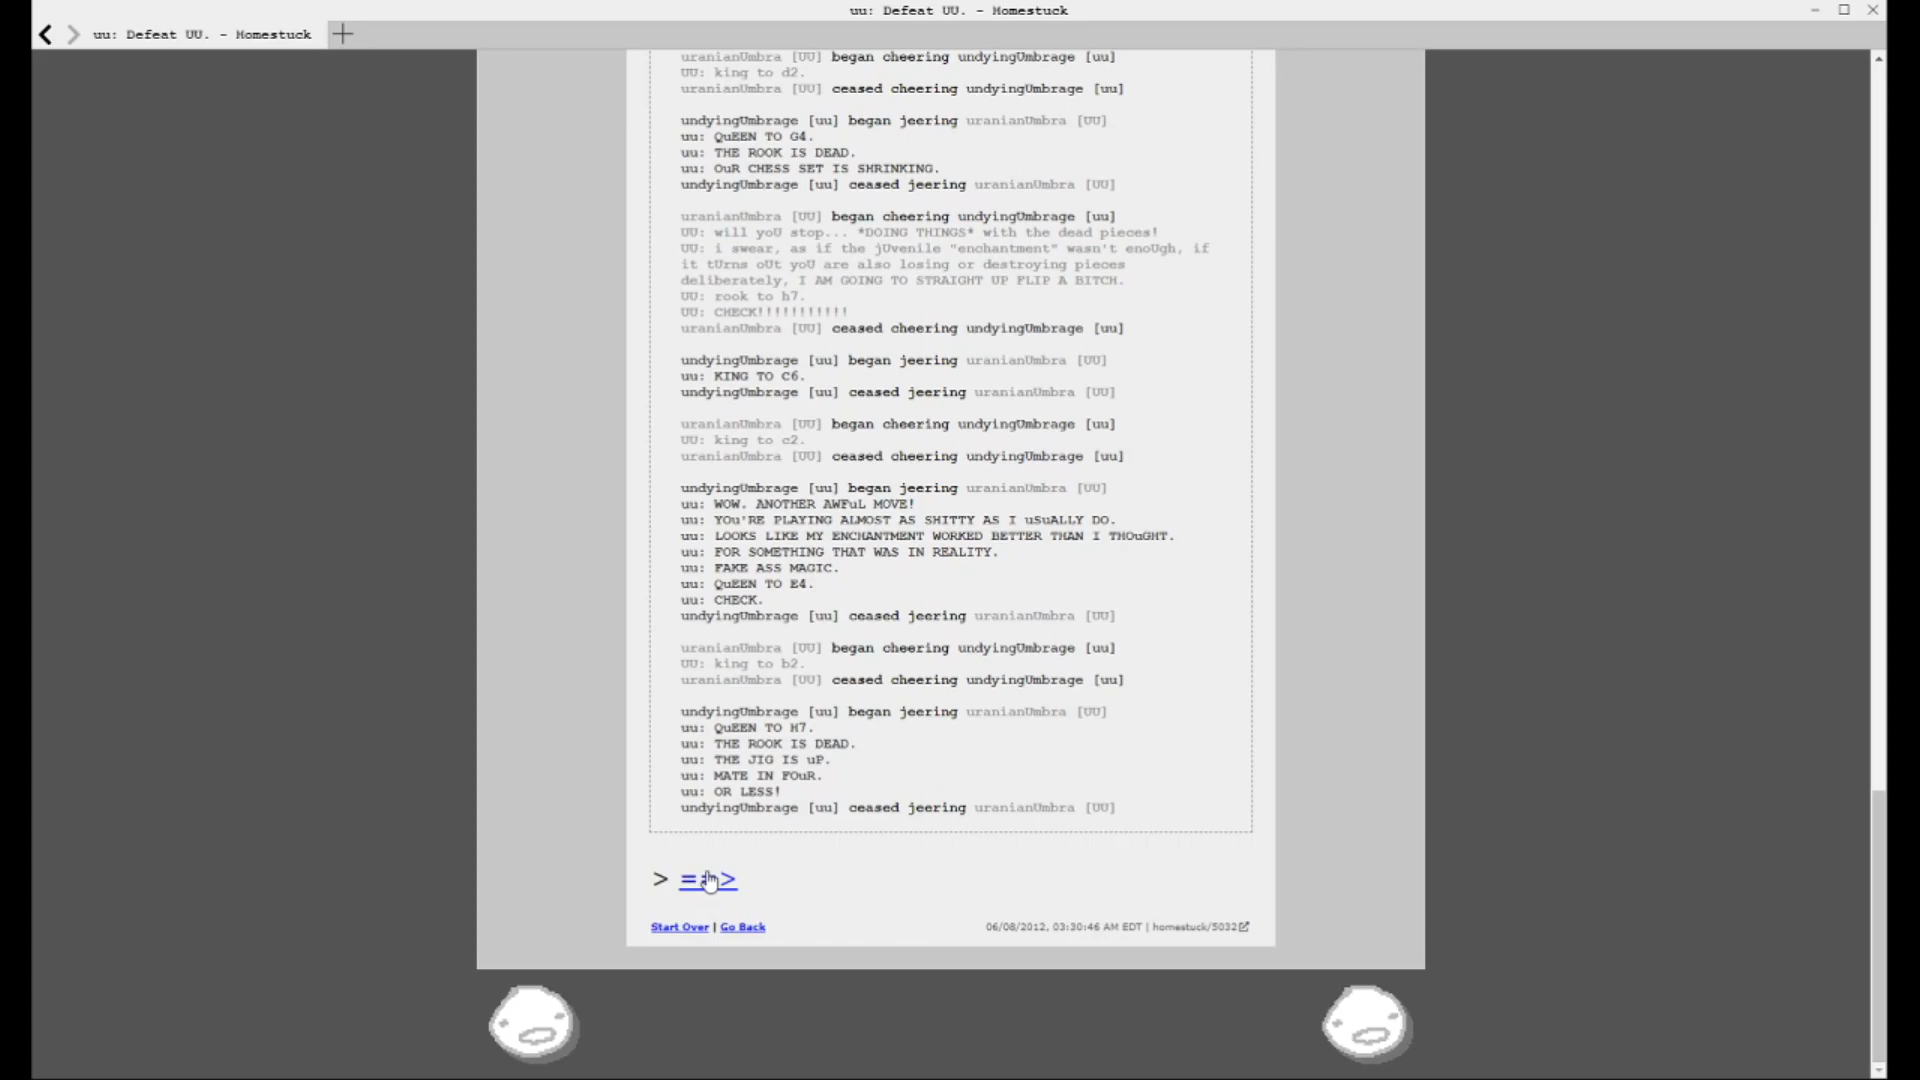 uu: Defeat UU. - Homestuck
uu: Defeat UU. - Homestuck
uranianUmbra [UU] began cheering undyingUmbrage [uu]
UU: king to d2.
uranianUmbra [UU] ceased cheering undyingUmbrage [uu]
undyingUmbrage [uu] began jeering uranianUmbra [UU]
uu: QuEEN TO G4.
uu: THE ROOK IS DEAD.
uu: OuR CHESS SET IS SHRINKING.
undyingUmbrage [uu] ceased jeering uranianUmbra [UU]
uranianUmbra [UU] began cheering undyingUmbrage [uu]
UU: will yoU stop... *DOING THINGS* with the dead pieces!
UU: i swear, as if the jUvenile "enchantment" wasn't enoUgh, if
it tUrns oUt yoU are also losing or destroying pieces
deliberately, I AM GOING TO STRAIGHT UP FLIP A BITCH.
UU: rook to h7.
UU: CHECK!!!!!!!!!!!
uranianUmbra [UU] ceased cheering undyingUmbrage [uu]
undyingUmbrage [uu] began jeering uranianUmbra [UU]
uu: KING TO C6.
undyingUmbrage [uu] ceased jeering uranianUmbra [UU]
uranianUmbra [UU] began cheering undyingUmbrage [uu]
UU: king to c2.
uranianUmbra [UU] ceased cheering undyingUmbrage [uu]
undyingUmbrage [uu] began jeering uranianUmbra [UU]
uu: WOW. ANOTHER AWFuL MOVE!
uu: YOu'RE PLAYING ALMOST AS SHITTY AS I uSuALLY DO.
uu: LOOKS LIKE MY ENCHANTMENT WORKED BETTER THAN I THOuGHT.
uu: FOR SOMETHING THAT WAS IN REALITY.
uu: FAKE ASS MAGIC.
uu: QuEEN TO E4.
uu: CHECK.
undyingUmbrage [uu] ceased jeering uranianUmbra [UU]
uranianUmbra [UU] began cheering undyingUmbrage [uu]
UU: king to b2.
uranianUmbra [UU] ceased cheering undyingUmbrage [uu]
undyingUmbrage [uu] began jeering uranianUmbra [UU]
uu: QuEEN TO H7.
uu: THE ROOK IS DEAD.
uu: THE JIG IS uP.
uu: MATE IN FOuR.
uu: OR LESS!
undyingUmbrage [uu] ceased jeering uranianUmbra [UU]
> ==>
Start Over | Go Back
06/08/2012, 03:30:46 AM EDT | homestuck/5032